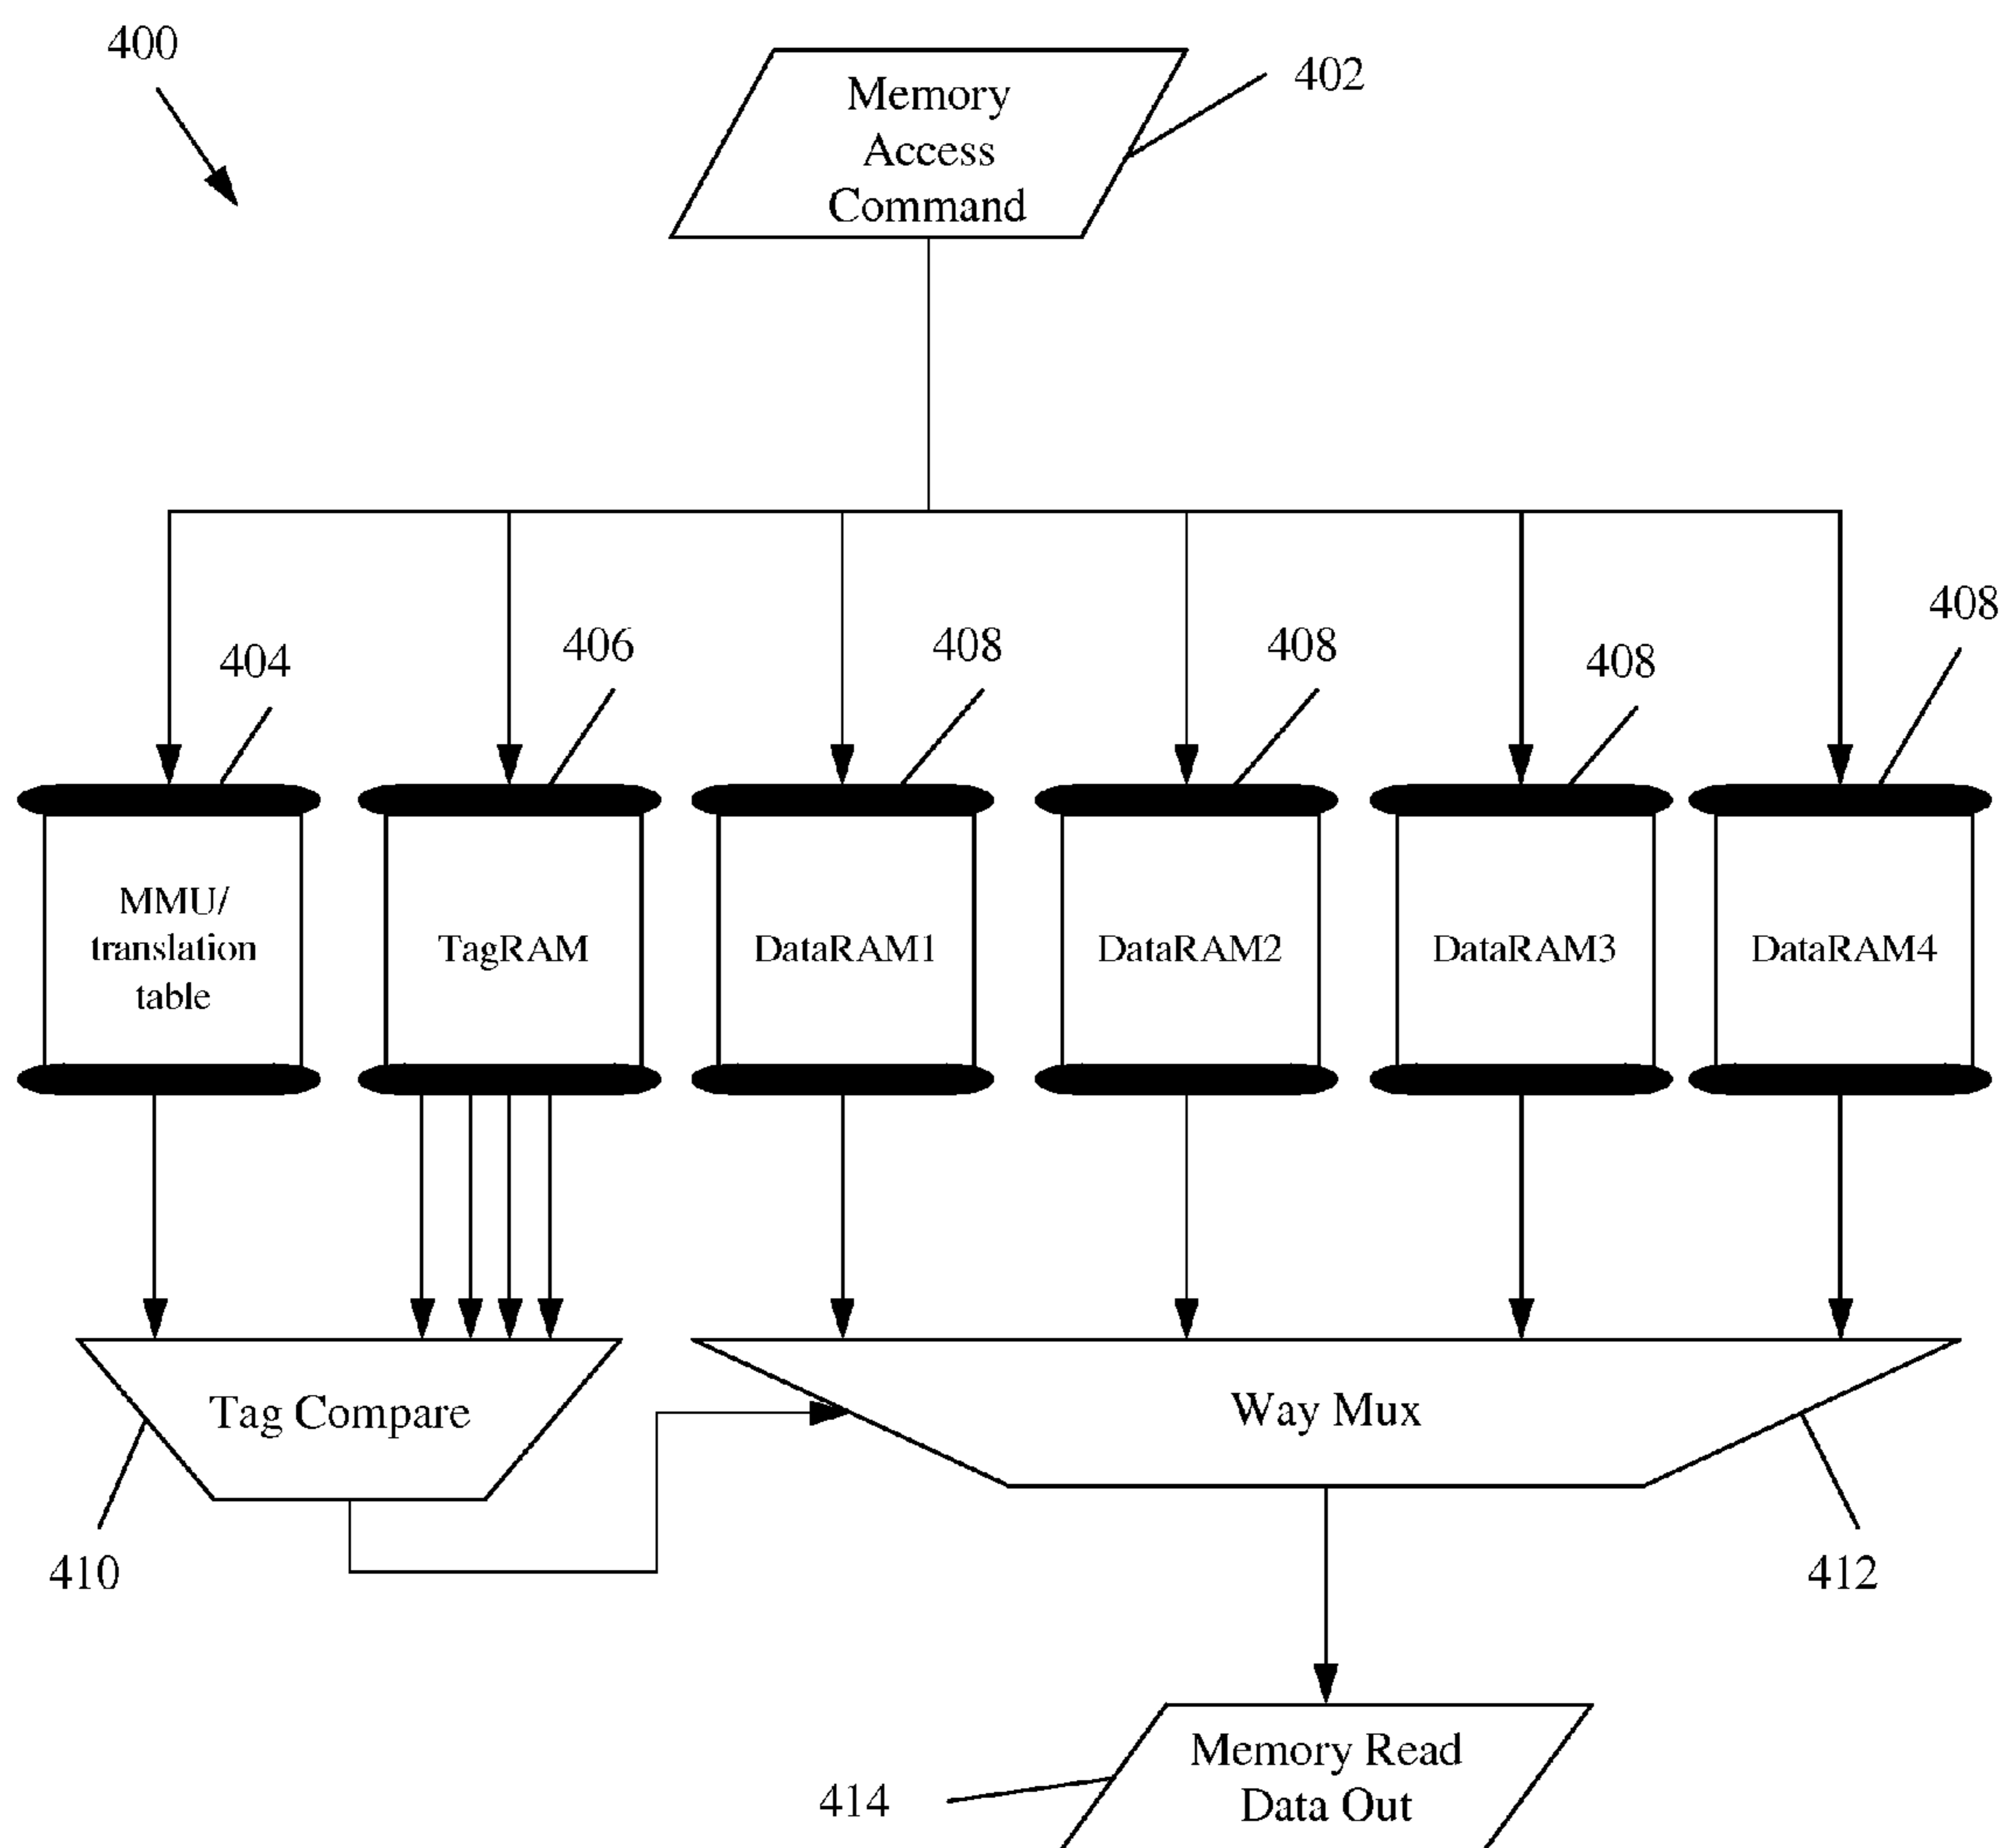 400
Memory
Access
Command
402
404
406
408
408
408
408
MMU/
translation
table
TagRAM
DataRAM1
DataRAM2
DataRAM3
DataRAM4
Tag Compare
Way Mux
410
412
Memory Read
Data Out
414